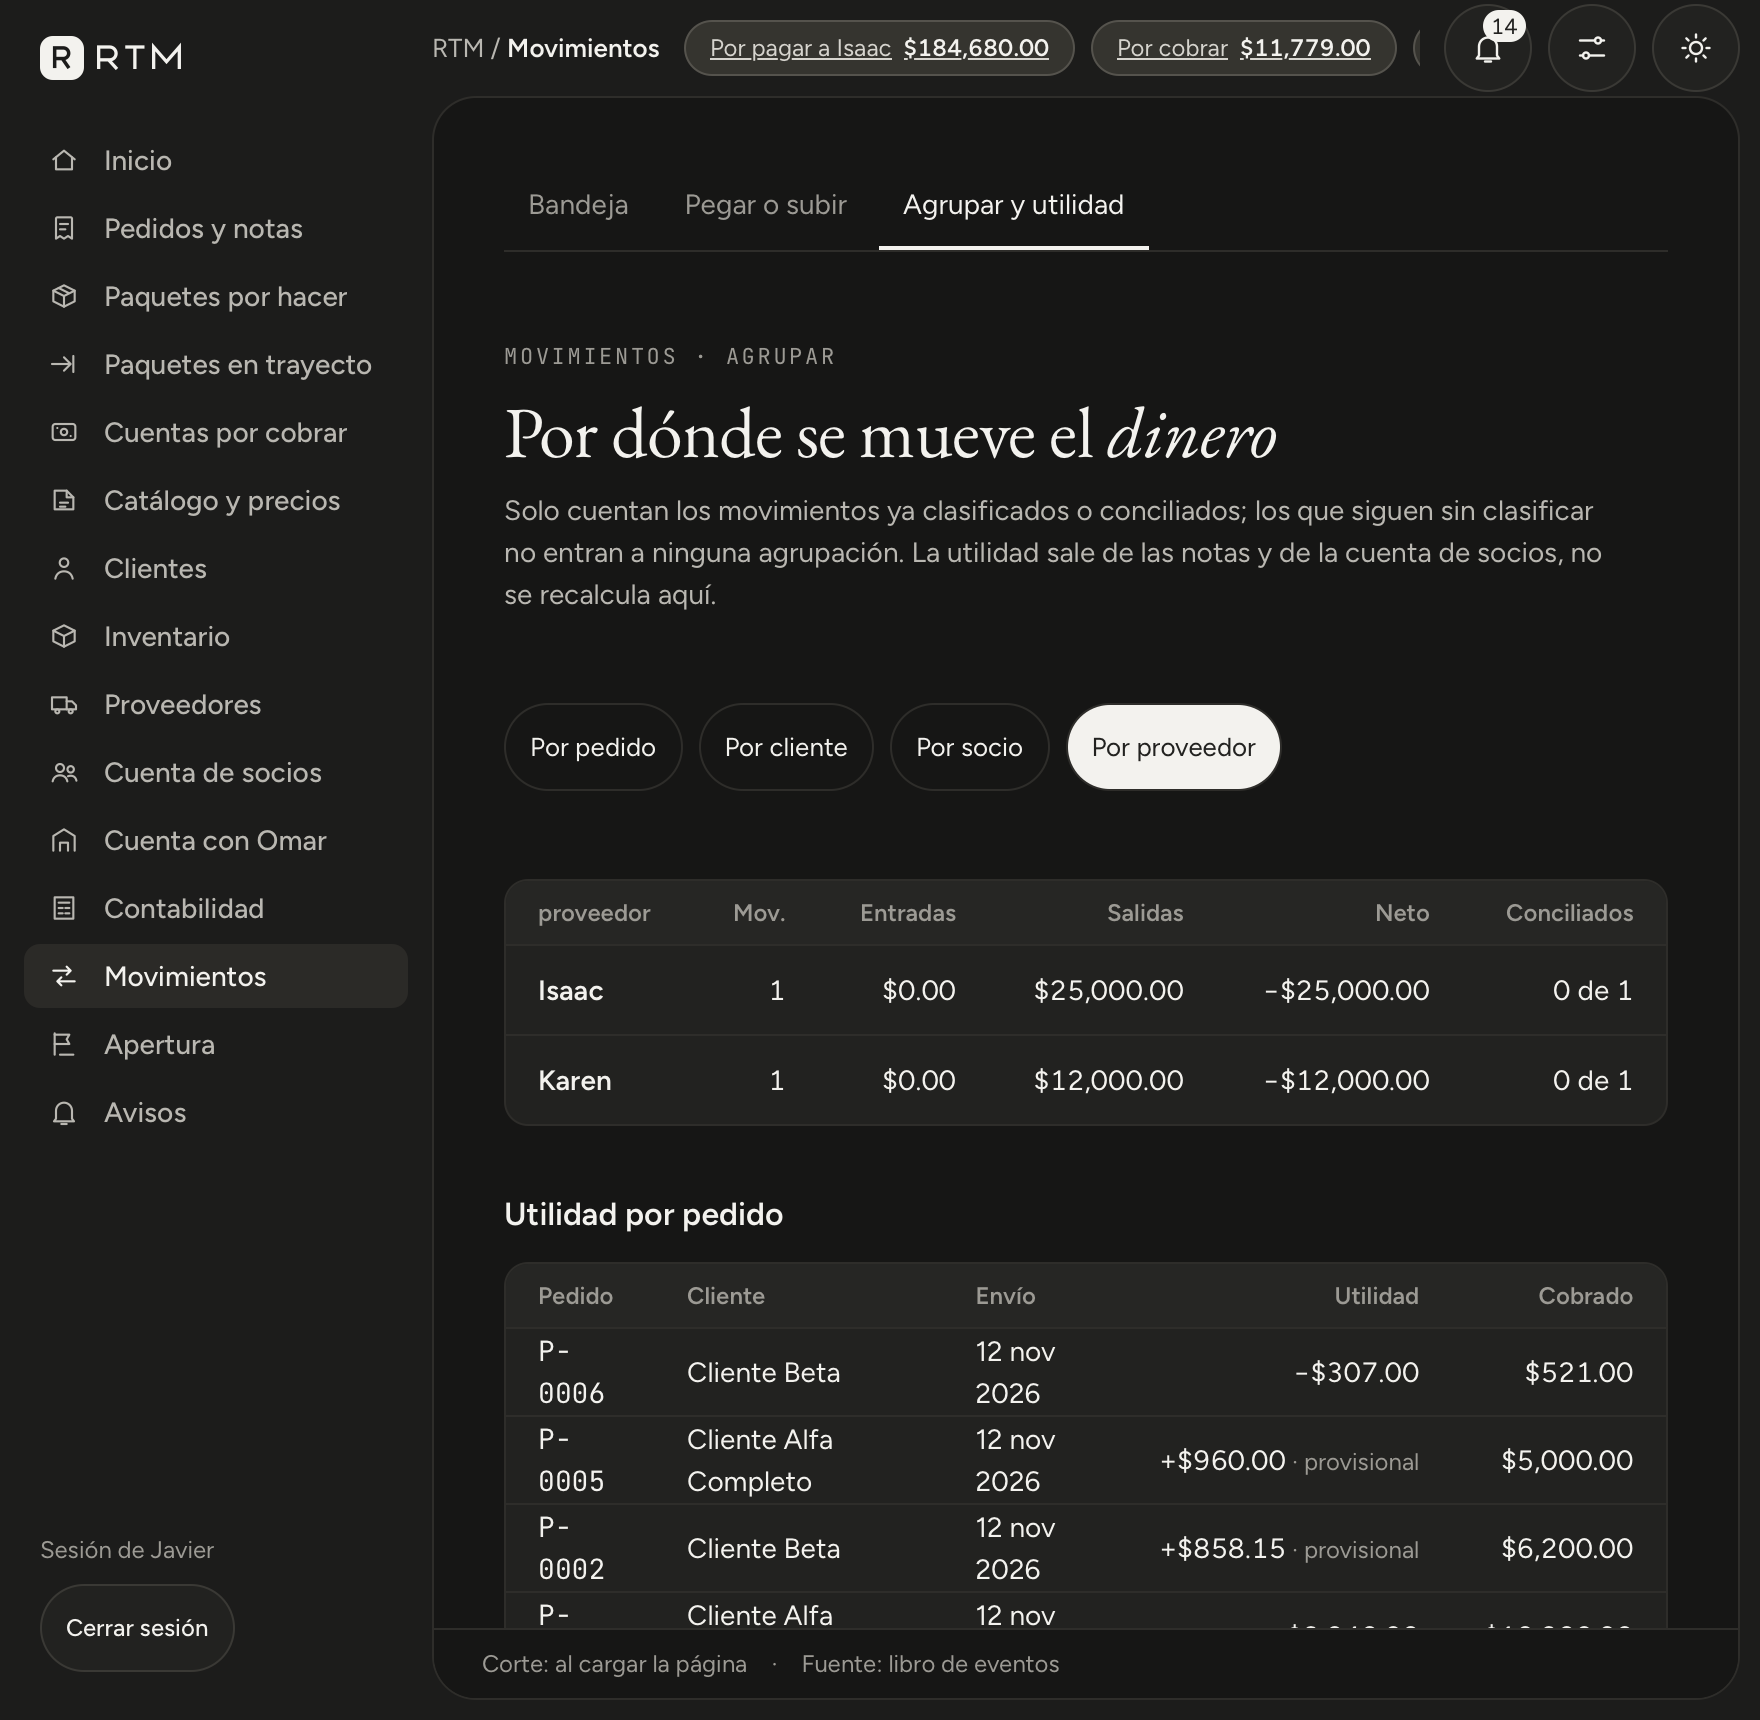 R RTM
RTM / Movimientos
Por pagar a Isaac $184,680.00
Por cobrar $11,779.00
14
Inicio
Pedidos y notas
Paquetes por hacer
Paquetes en trayecto
Cuentas por cobrar
Catálogo y precios
Clientes
Inventario
Proveedores
Cuenta de socios
Cuenta con Omar
Contabilidad
Movimientos
Apertura
Avisos
Sesión de Javier
Cerrar sesión
Bandeja Pegar o subir Agrupar y utilidad
MOVIMIENTOS · AGRUPAR
Por dónde se mueve el dinero
Solo cuentan los movimientos ya clasificados o conciliados; los que siguen sin clasificar
no entran a ninguna agrupación. La utilidad sale de las notas y de la cuenta de socios, no
se recalcula aquí.
Por pedido Por cliente Por socio Por proveedor
proveedor Mov. Entradas Salidas Neto Conciliados
Isaac 1 $0.00 $25,000.00 −$25,000.00 0 de 1
Karen 1 $0.00 $12,000.00 −$12,000.00 0 de 1
Utilidad por pedido
Pedido Cliente Envío Utilidad Cobrado
P-
0006
Cliente Beta
12 nov
2026
−$307.00
$521.00
P-
0005
Cliente Alfa
Completo
12 nov
2026
+$960.00 · provisional
$5,000.00
P-
0002
Cliente Beta
12 nov
2026
+$858.15 · provisional
$6,200.00
P-
Cliente Alfa
12 nov
Corte: al cargar la página · Fuente: libro de eventos